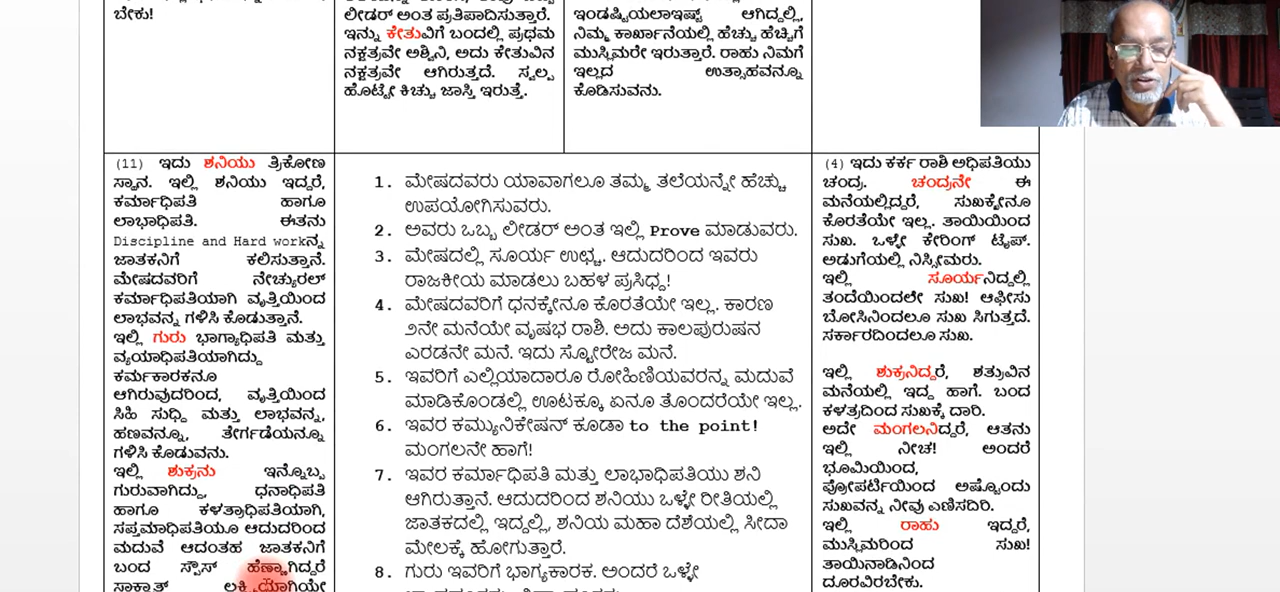 ಬೇಕು!
ಲೀಡರ್ ಅಂತ ಪ್ರತಿಪಾದಿಸುತ್ತಾರೆ.
ಇನ್ನು ಕೇತುವಿಗೆ ಬಂದಲ್ಲಿ ಪ್ರಥಮ
ನಕ್ಷತ್ರವೇ ಅಶ್ವಿನಿ, ಅದು ಕೇತುವಿನ
ನಕ್ಷತ್ರವೇ ಆಗಿರುತ್ತದೆ. ಸ್ವಲ್ಪ
ಹೊಟ್ಟೇ ಕಿಚ್ಚು ಜಾಸ್ತಿ ಇರುತ್ತೆ.
ಇಂಡಷ್ಟ್ರಿಯಲಾಇಷ್ಟ್ ಆಗಿದ್ದಲ್ಲಿ,
ನಿಮ್ಮ ಕಾರ್ಖಾನೆಯಲ್ಲಿ ಹೆಚ್ಚು ಹೆಚ್ಚಿಗೆ
ಮುಸ್ಲಿಮರೇ ಇರುತ್ತಾರೆ. ರಾಹು ನಿಮಗೆ
ಇಲ್ಲದ ಉತ್ಸಾಹವನ್ನೂ
ಕೊಡಿಸುವನು.
(11) ಇದು ಶನಿಯು ತ್ರಿಕೋಣ
ಸ್ಥಾನ. ಇಲ್ಲಿ ಶನಿಯು ಇದ್ದರೆ,
ಕರ್ಮಾಧಿಪತಿ ಹಾಗೂ
ಲಾಭಾಧಿಪತಿ. ಈತನು
Discipline and Hard workನ್ನ
ಜಾತಕನಿಗೆ ಕಲಿಸುತ್ತಾನೆ.
ಮೇಷದವರಿಗೆ ನೇಚ್ಯುರಲ್
ಕರ್ಮಾಧಿಪತಿಯಾಗಿ ವೃತ್ತಿಯಿಂದ
ಲಾಭವನ್ನ ಗಳಿಸಿ ಕೊಡುತ್ತಾನೆ.
ಇಲ್ಲಿ ಗುರು ಭಾಗ್ಯಾಧಿಪತಿ ಮತ್ತು
ವ್ಯಯಾಧಿಪತಿಯಾಗಿದ್ದು
ಕರ್ಮಕಾರಕನೂ
ಆಗಿರುವುದರಿಂದ, ವೃತ್ತಿಯಿಂದ
ಸಿಹಿ ಸುದ್ಧಿ ಮತ್ತು ಲಾಭವನ್ನು,
ಹಣವನ್ನೂ, ತೇರ್ಗಡೆಯನ್ನೂ
ಗಳಿಸಿ ಕೊಡುವನು.
ಇಲ್ಲಿ ಶುಕ್ರನು ಇನ್ನೊಬ್ಬ
ಗುರುವಾಗಿದ್ದು, ಧನಾಧಿಪತಿ
ಹಾಗೂ ಕಳತ್ರಾಧಿಪತಿಯಾಗಿ,
ಸಪ್ತಮಾಧಿಪತಿಯೂ ಆದುದರಿಂದ
ಮದುವೆ ಆದಂತಹ ಜಾತಕನಿಗೆ
ಬಂದ ಸ್ಪೌಸ್ ಹೆಣ್ಣಾಗಿದ್ದರೆ
ಸಾಕ್ಷಾತ್
1. ಮೇಷದವರು ಯಾವಾಗಲೂ ತಮ್ಮ ತಲೆಯನ್ನೇ ಹೆಚ್ಚು
ಉಪಯೋಗಿಸುವರು.
2. ಅವರು ಒಬ್ಬ ಲೀಡರ್ ಅಂತ ಇಲ್ಲಿ Prove ಮಾಡುವರು.
3. ಮೇಷದಲ್ಲಿ ಸೂರ್ಯ ಉಛ್ಚ. ಆದುದರಿಂದ ಇವರು
ರಾಜಕೀಯ ಮಾಡಲು ಬಹಳ ಪ್ರಸಿಧ್ಧ!
4. ಮೇಷದವರಿಗೆ ಧನಕ್ಕೇನೂ ಕೊರತೆಯೇ ಇಲ್ಲ. ಕಾರಣ
೨ನೇ ಮನೆಯೇ ವೃಷಭ ರಾಶಿ. ಅದು ಕಾಲಪುರುಷನ
ಎರಡನೇ ಮನೆ. ಇದು ಸ್ಟೋರೇಜ ಮನೆ.
5. ಇವರಿಗೆ ಎಲ್ಲಿಯಾದಾರೂ ರೋಹಿಣಿಯವರನ್ನ ಮದುವೆ
ಮಾಡಿಕೊಂಡಲ್ಲಿ ಊಟಕ್ಕೂ ಏನೂ ತೊಂದರೆಯೇ ಇಲ್ಲ.
6. ಇವರ ಕಮ್ಯುನಿಕೇಷನ್ ಕೂಡಾ to the point!
ಮಂಗಲನೇ ಹಾಗೆ!
7. ಇವರ ಕರ್ಮಾಧಿಪತಿ ಮತ್ತು ಲಾಭಾಧಿಪತಿಯು ಶನಿ
ಆಗಿರುತ್ತಾನೆ. ಆದುದರಿಂದ ಶನಿಯು ಒಳ್ಳೇ ರೀತಿಯಲ್ಲಿ
ಜಾತಕದಲ್ಲಿ ಇದ್ದಲ್ಲಿ, ಶನಿಯ ಮಹಾ ದೆಶೆಯಲ್ಲಿ ಸೀದಾ
ಮೇಲಕ್ಕೆ ಹೋಗುತ್ತಾರೆ.
8. ಗುರು ಇವರಿಗೆ ಭಾಗ್ಯಕಾರಕ. ಅಂದರೆ ಒಳ್ಳೇ
(4) ಇದು ಕರ್ಕ ರಾಶಿ ಅಧಿಪತಿಯು
ಚಂದ್ರ. ಚಂದ್ರನೇ ಈ
ಮನೆಯಲ್ಲಿದ್ದರೆ, ಸುಖಕ್ಕೇನೂ
ಕೊರತೆಯೇ ಇಲ್ಲ. ತಾಯಿಯಿಂದ
ಸುಖ. ಒಳ್ಳೇ ಕೇರಿಂಗ್ ಟೈಪ್.
ಅಡುಗೆಯಲ್ಲಿ ನಿಸ್ಸೀಮರು.
ಇಲ್ಲಿ ಸೂರ್ಯನಿದ್ದಲ್ಲಿ
ತಂದೆಯಿಂದಲೇ ಸುಖ! ಆಫೀಸು
ಬೋಸಿನಿಂದಲೂ ಸುಖ ಸಿಗುತ್ತದೆ.
ಸರ್ಕಾರದಿಂದಲೂ ಸುಖ.
ಇಲ್ಲಿ ಶುಕ್ರನಿದ್ದರೆ, ಶತ್ರುವಿನ
ಮನೆಯಲ್ಲಿ ಇದ್ದ ಹಾಗೆ. ಬಂದ
ಕಳತ್ರದಿಂದ ಸುಖಕ್ಕೆ ದಾರಿ.
ಅದೇ ಮಂಗಲನಿದ್ದರೆ, ಆತನು
ಇಲ್ಲಿ ನೀಚ! ಅಂದರೆ
ಭೂಮಿಯಿಂದ,
ಪ್ರೋಪರ್ಟಿಯಿಂದ ಅಷ್ಟೊಂದು
ಸುಖವನ್ನ ನೀವು ಎಣಿಸದಿರಿ.
ಇಲ್ಲಿ ರಾಹು ಇದ್ದರೆ,
ಮುಸ್ಲಿಮರಿಂದ ಸುಖ!
ತಾಯಿನಾಡಿನಿಂದ
ದೂರವಿರಬೇಕು.